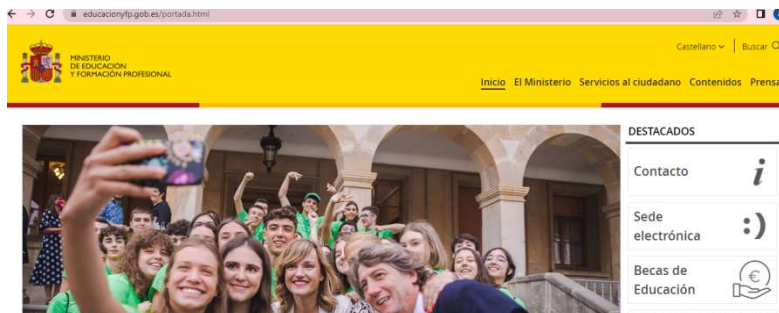 educacionyfp.gob.es/portada.html
Castellano
Buscar
MINISTERIO
DE EDUCACIÓN
Y FORMACIÓN PROFESIONAL
Inicio El Ministerio Servicios al ciudadano Contenidos Prensa
DESTACADOS
Contacto
i
Sede
electrónica
:)
Becas de
Educación
€